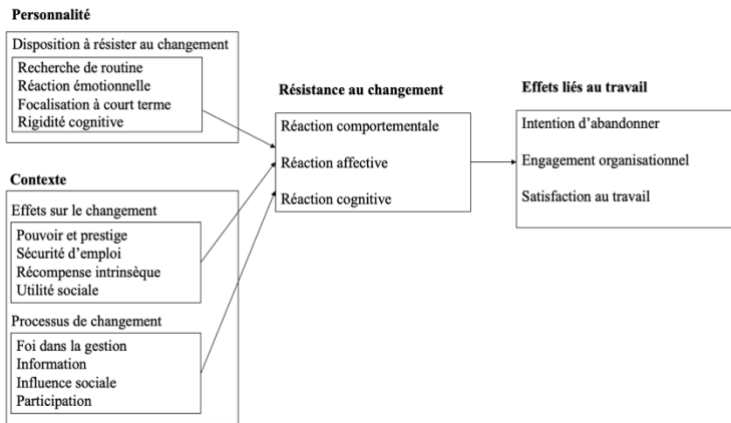 Personnalité
Disposition à résister au changement
Recherche de routine
Réaction émotionnelle
Focalisation à court terme
Rigidité cognitive
Contexte
Effets sur le changement
Pouvoir et prestige
Sécurité d'emploi
Récompense intrinsèque
Utilité sociale
Processus de changement
Foi dans la gestion
Information
Influence sociale
Participation
Résistance au changement
Réaction comportementale
Réaction affective
Réaction cognitive
Effets liés au travail
Intention d'abandonner
Engagement organisationnel
Satisfaction au travail